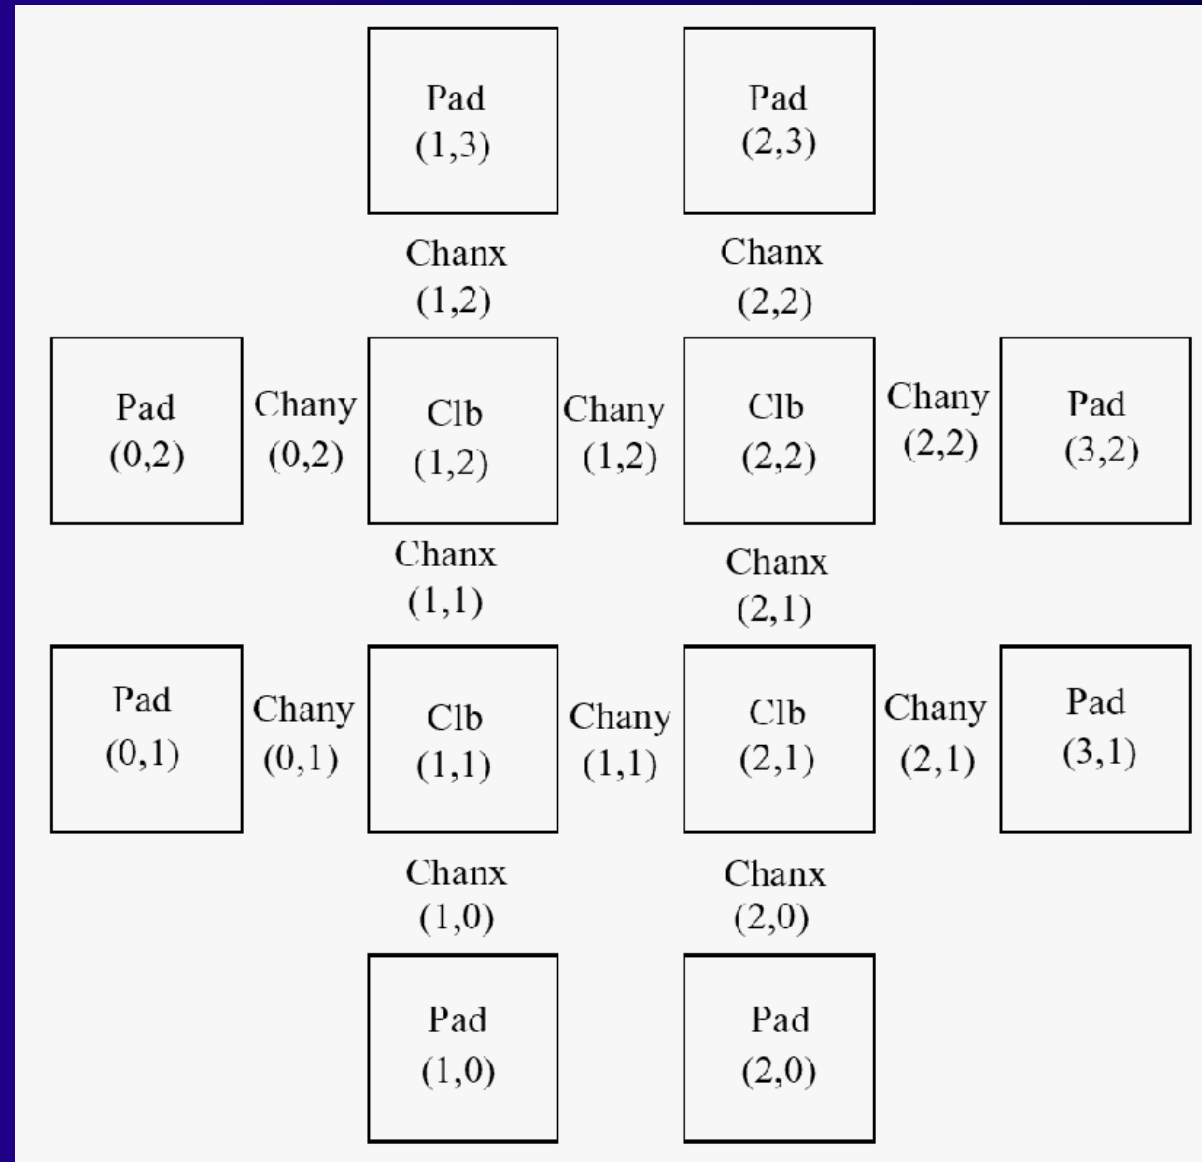 Pad Pad
(1,3) (2,3)
Chanx Chanx
(1,2) (2,2)
Pad Chany Clb Chany Clb Chany Pad
(0,2) (0,2) (1,2) (1,2) (2,2) (2,2) (3,2)
Chanx Chanx
(1,1) (2,1)
Pad Chany Clb Chany Clb Chany Pad
(0,1) (0,1) (1,1) (1,1) (2,1) (2,1) (3,1)
Chanx Chanx
(1,0) (2,0)
Pad Pad
(1,0) (2,0)